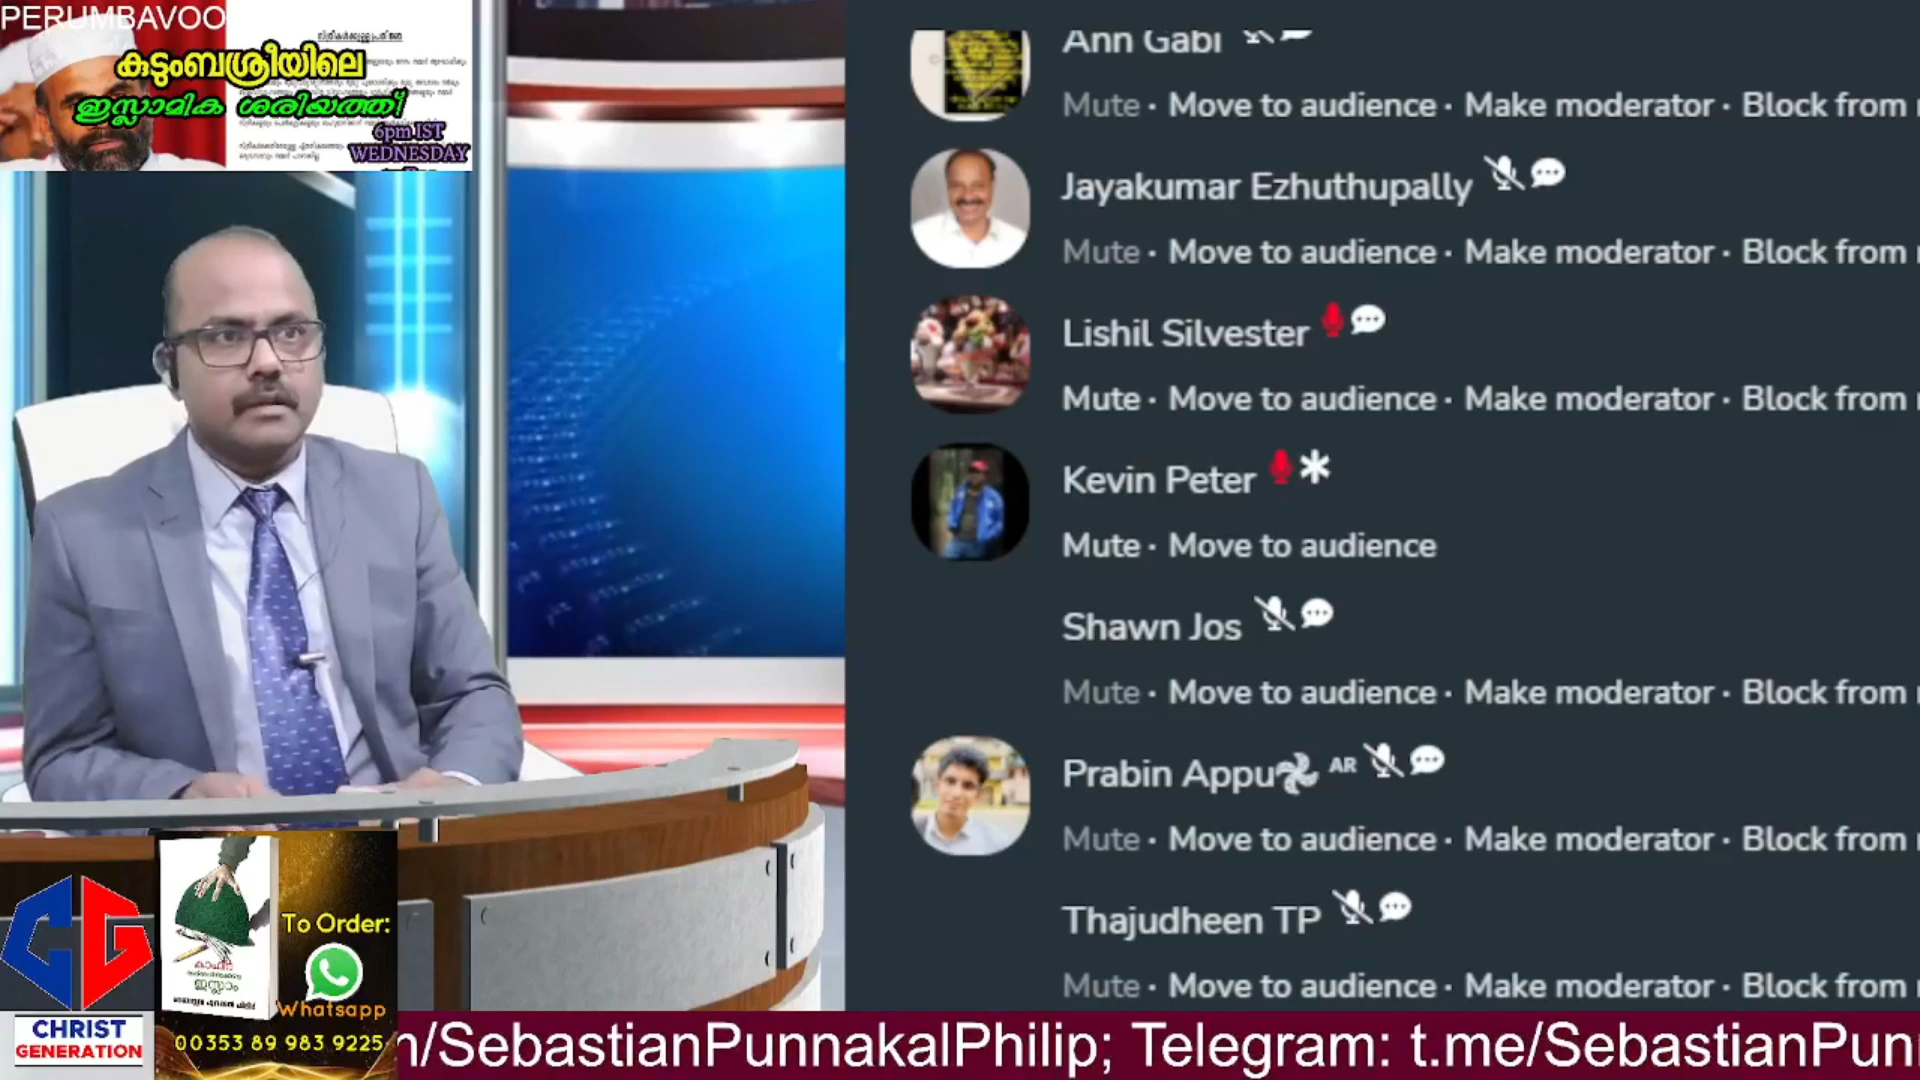 PERUMBAVOO
കുടുംബശ്രീയിലെ
ഇസ്ലാമിക ശരിയത്ത്
6pm IST
WEDNESDAY
Ann Gabi
Mute · Move to audience · Make moderator · Block from
Jayakumar Ezhuthupally
Mute · Move to audience · Make moderator · Block from
Lishil Silvester
Mute · Move to audience · Make moderator · Block from
Kevin Peter
Mute · Move to audience
Shawn Jos
Mute · Move to audience · Make moderator · Block from
Prabin Appu AR
Mute · Move to audience · Make moderator · Block from
Thajudheen TP
Mute · Move to audience · Make moderator · Block from
CG
CHRIST
GENERATION
ഇസ്ലാം
To Order:
Whatsapp
00353 89 983 9225
n/SebastianPunnakalPhilip; Telegram: t.me/SebastianPun